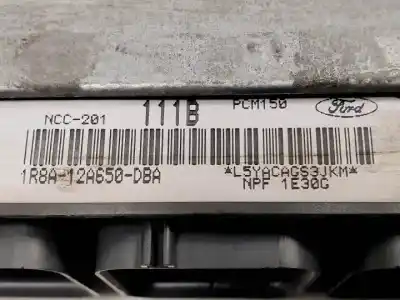 NCC-201 111B PCM150 Ford
1R8A-12A650-DBA *L5YACAGS3JKM*
NPF 1E30G